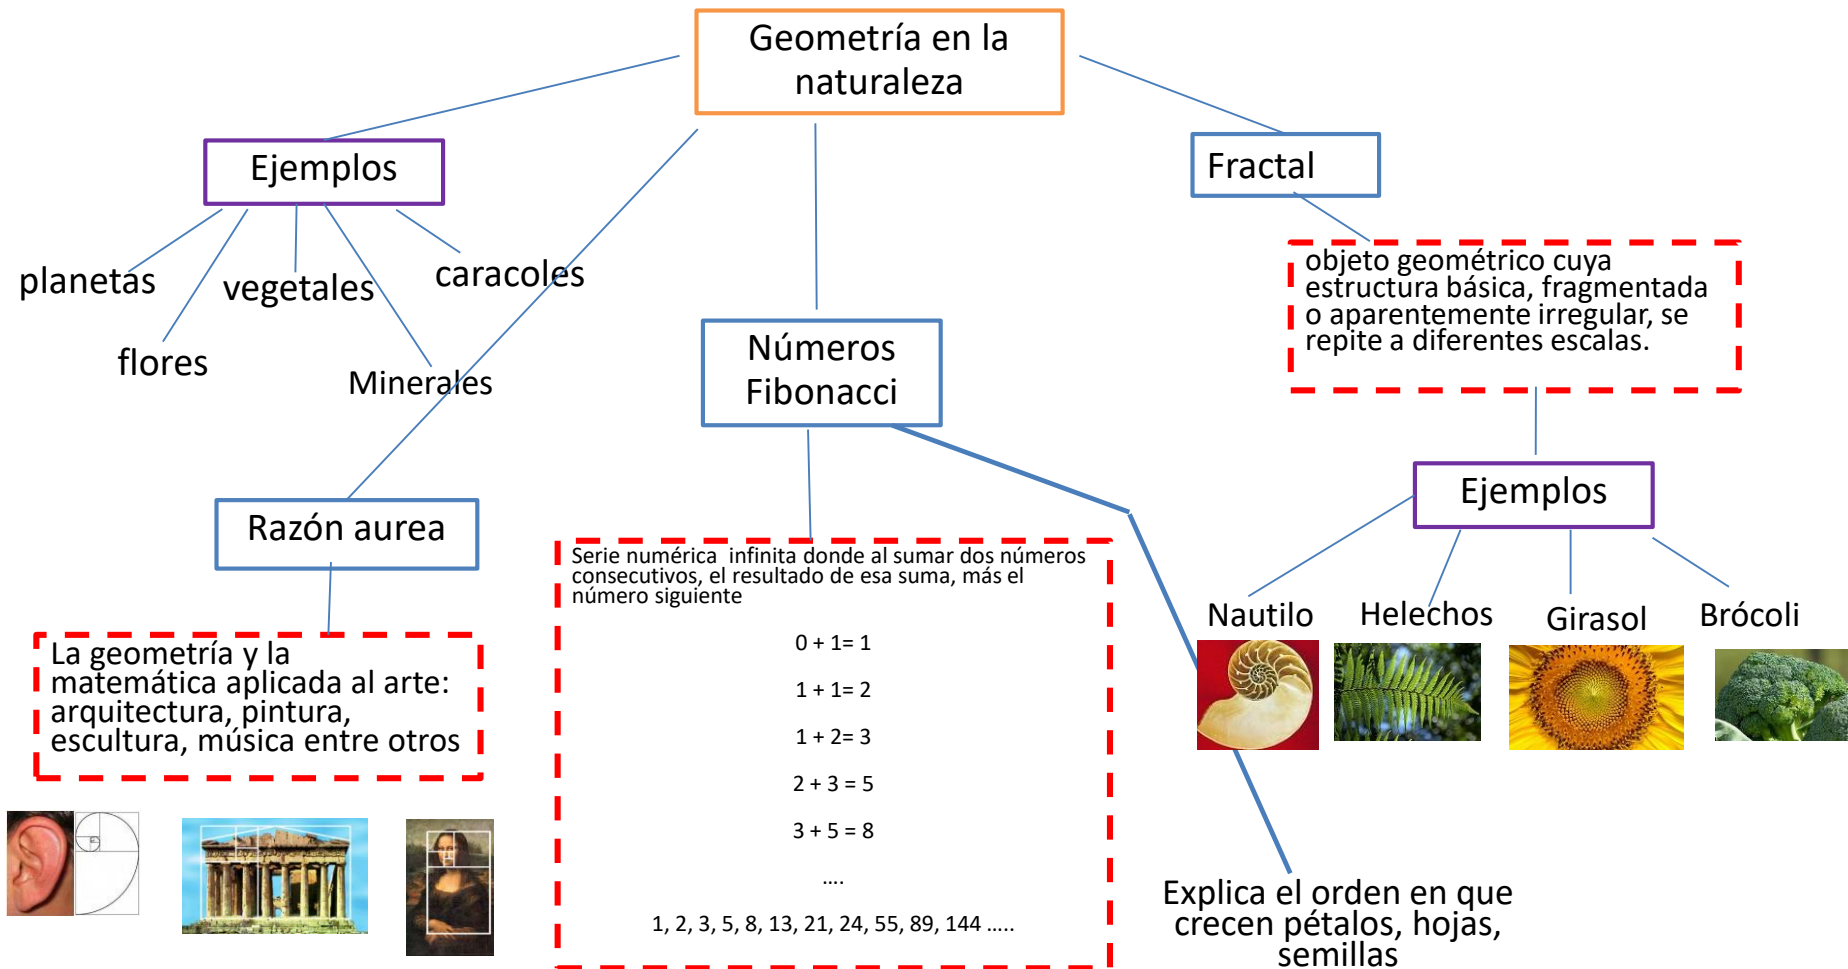 Geometría en la
naturaleza
Ejemplos
planetas
flores
vegetales
Minerales
caracoles
Razón aurea
La geometría y la
matemática aplicada al arte:
arquitectura, pintura,
escultura, música entre otros
Números
Fibonacci
Serie numérica infinita donde al sumar dos números
consecutivos, el resultado de esa suma, más el
número siguiente
0 + 1= 1
1 + 1= 2
1 + 2= 3
2 + 3 = 5
3 + 5 = 8
....
1, 2, 3, 5, 8, 13, 21, 24, 55, 89, 144 .....
Explica el orden en que
crecen pétalos, hojas,
semillas
Fractal
objeto geométrico cuya
estructura básica, fragmentada
o aparentemente irregular, se
repite a diferentes escalas.
Ejemplos
Nautilo
Helechos
Girasol
Brócoli